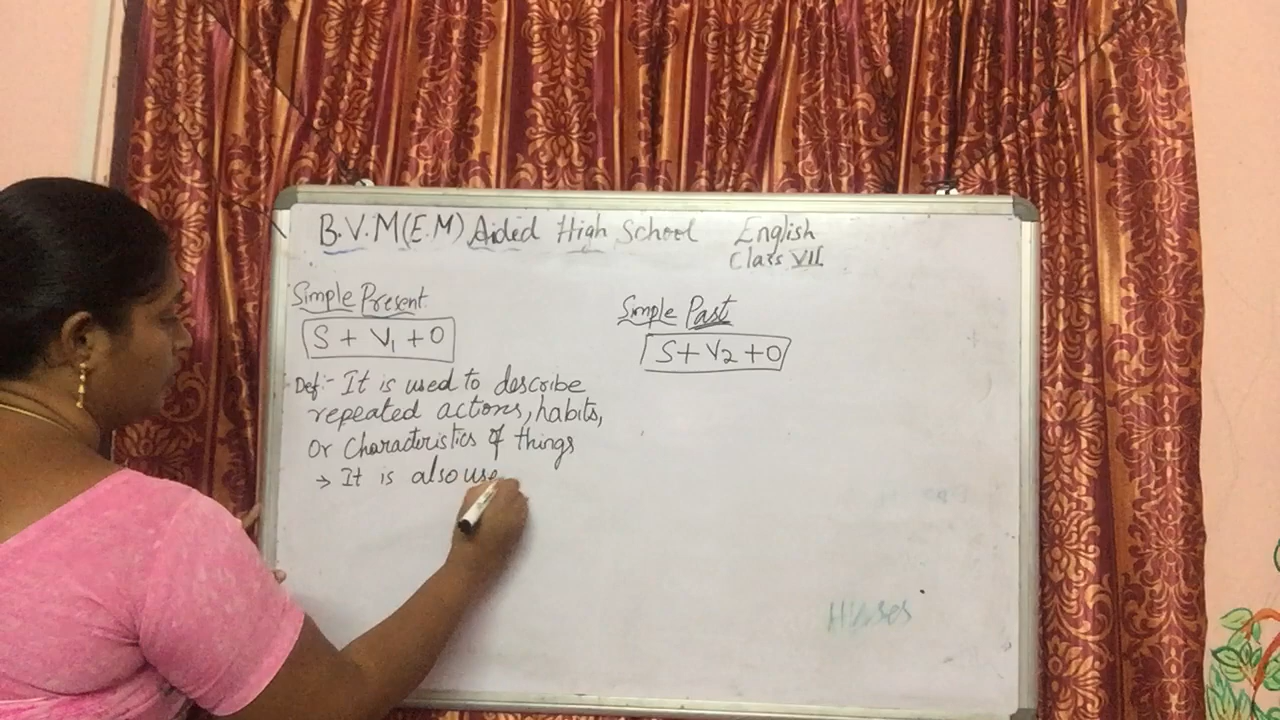 B.V.M(E.M) Aided High School English
Class VII
Simple Present
S + V₁ + O
Def:- It is used to describe
repeated actons, habits,
Or Characteristics of things
→ It is also use
Simple Past
S + V₂ + O